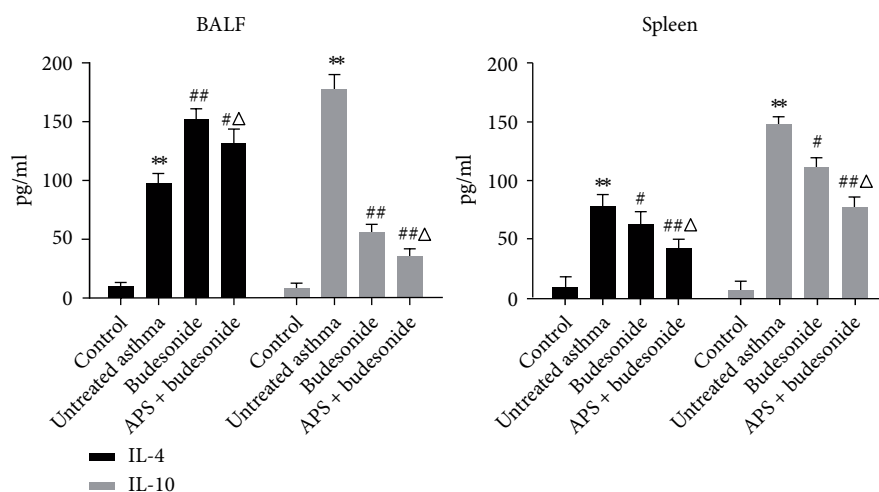 BALF
pg/ml
200
150
100
50
0
**
##
#△
**
##
##△
Control
Untreated asthma
Budesonide
APS + budesonide
Control
Untreated asthma
Budesonide
APS + budesonide
IL-4
IL-10
Spleen
pg/ml
200
150
100
50
0
**
#
##△
**
#
##△
Control
Untreated asthma
Budesonide
APS + budesonide
Control
Untreated asthma
Budesonide
APS + budesonide